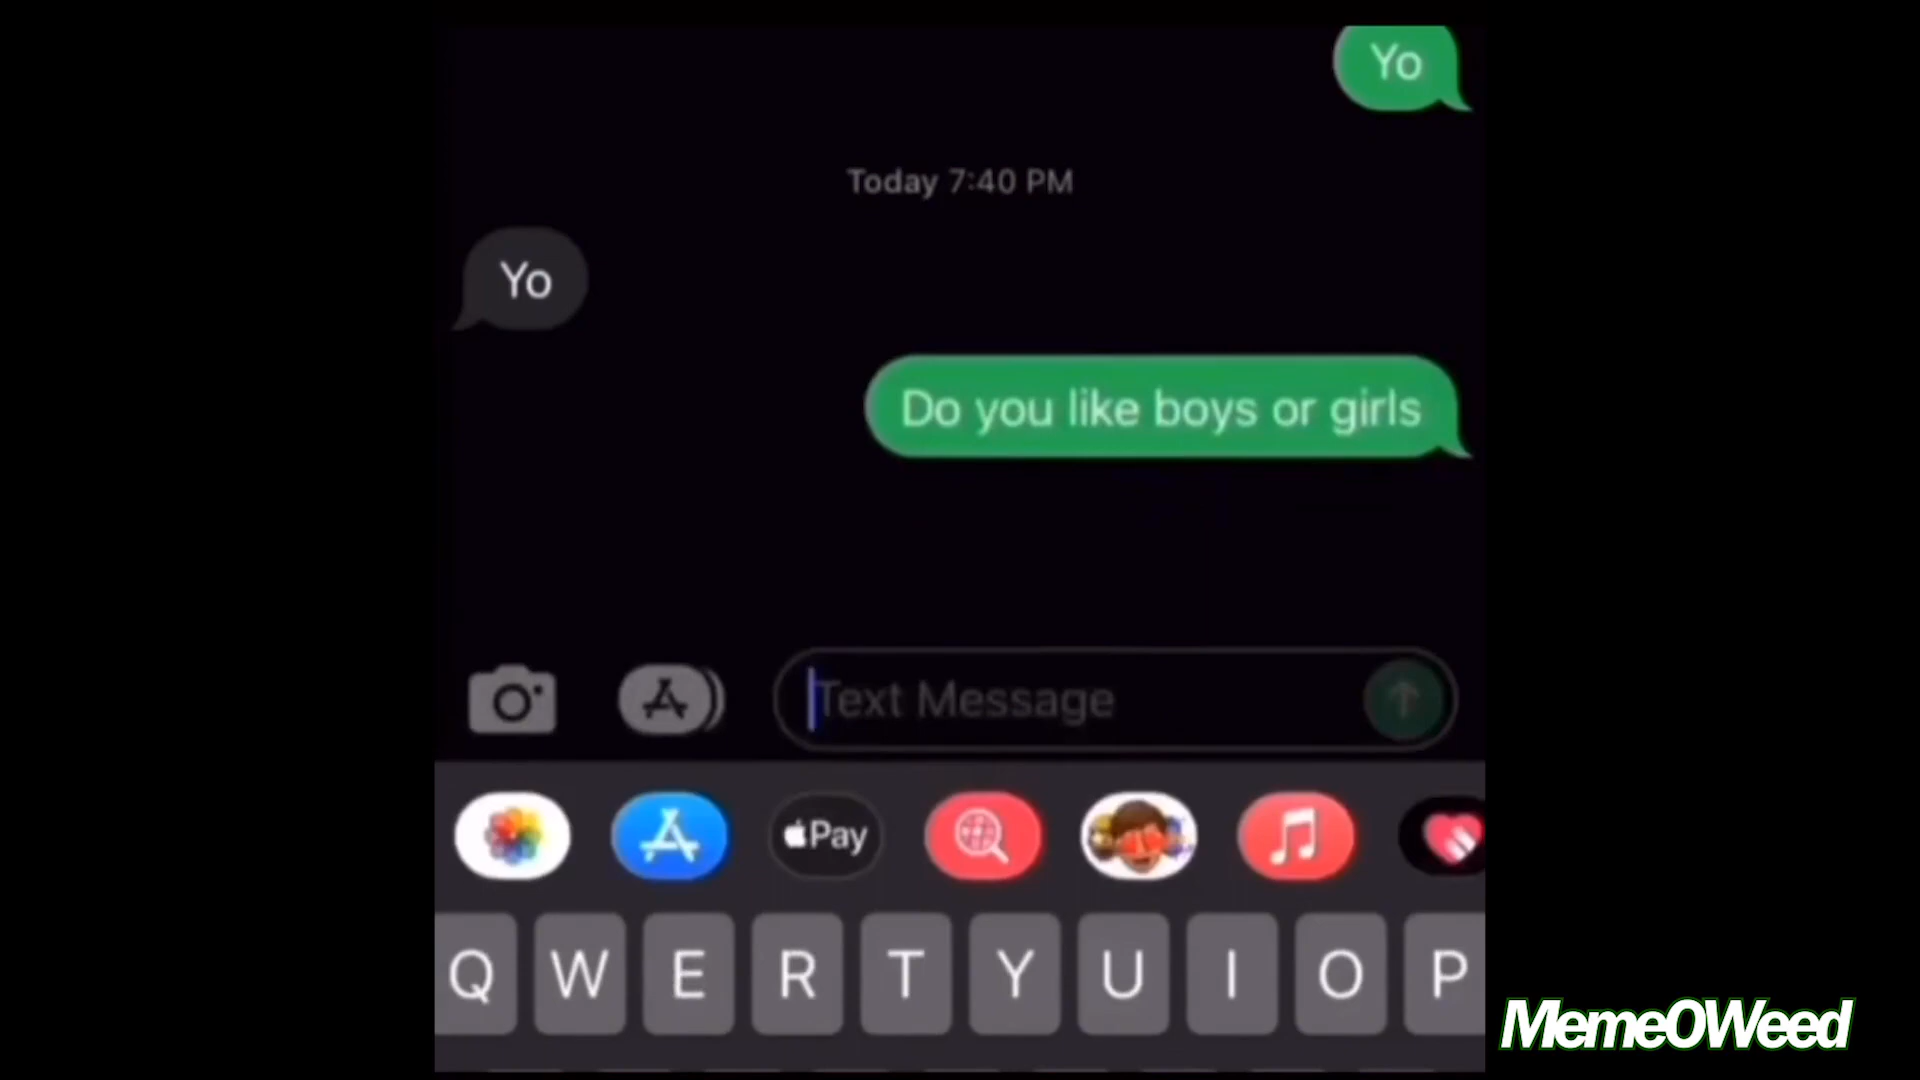 Yo
Today 7:40 PM
Yo
Do you like boys or girls
Text Message
Pay
Q W E R T Y U I O P
MemeOWeed